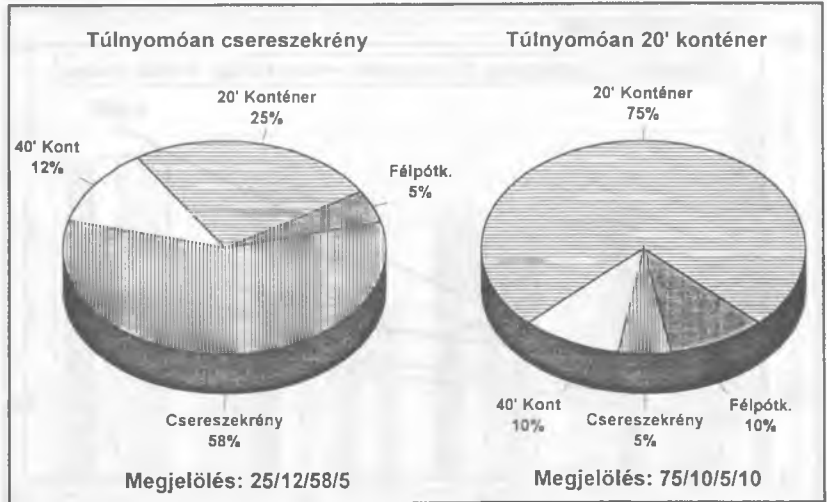 Túlnyomóan csereszekrény
20' Konténer
25%
40' Kont
12%
Félpótk.
5%
Csereszekrény
58%
Megjelölés: 25/12/58/5
Túlnyomóan 20' konténer
20' Konténer
75%
40' Kont
10%
Csereszekrény
5%
Félpótk.
10%
Megjelölés: 75/10/5/10